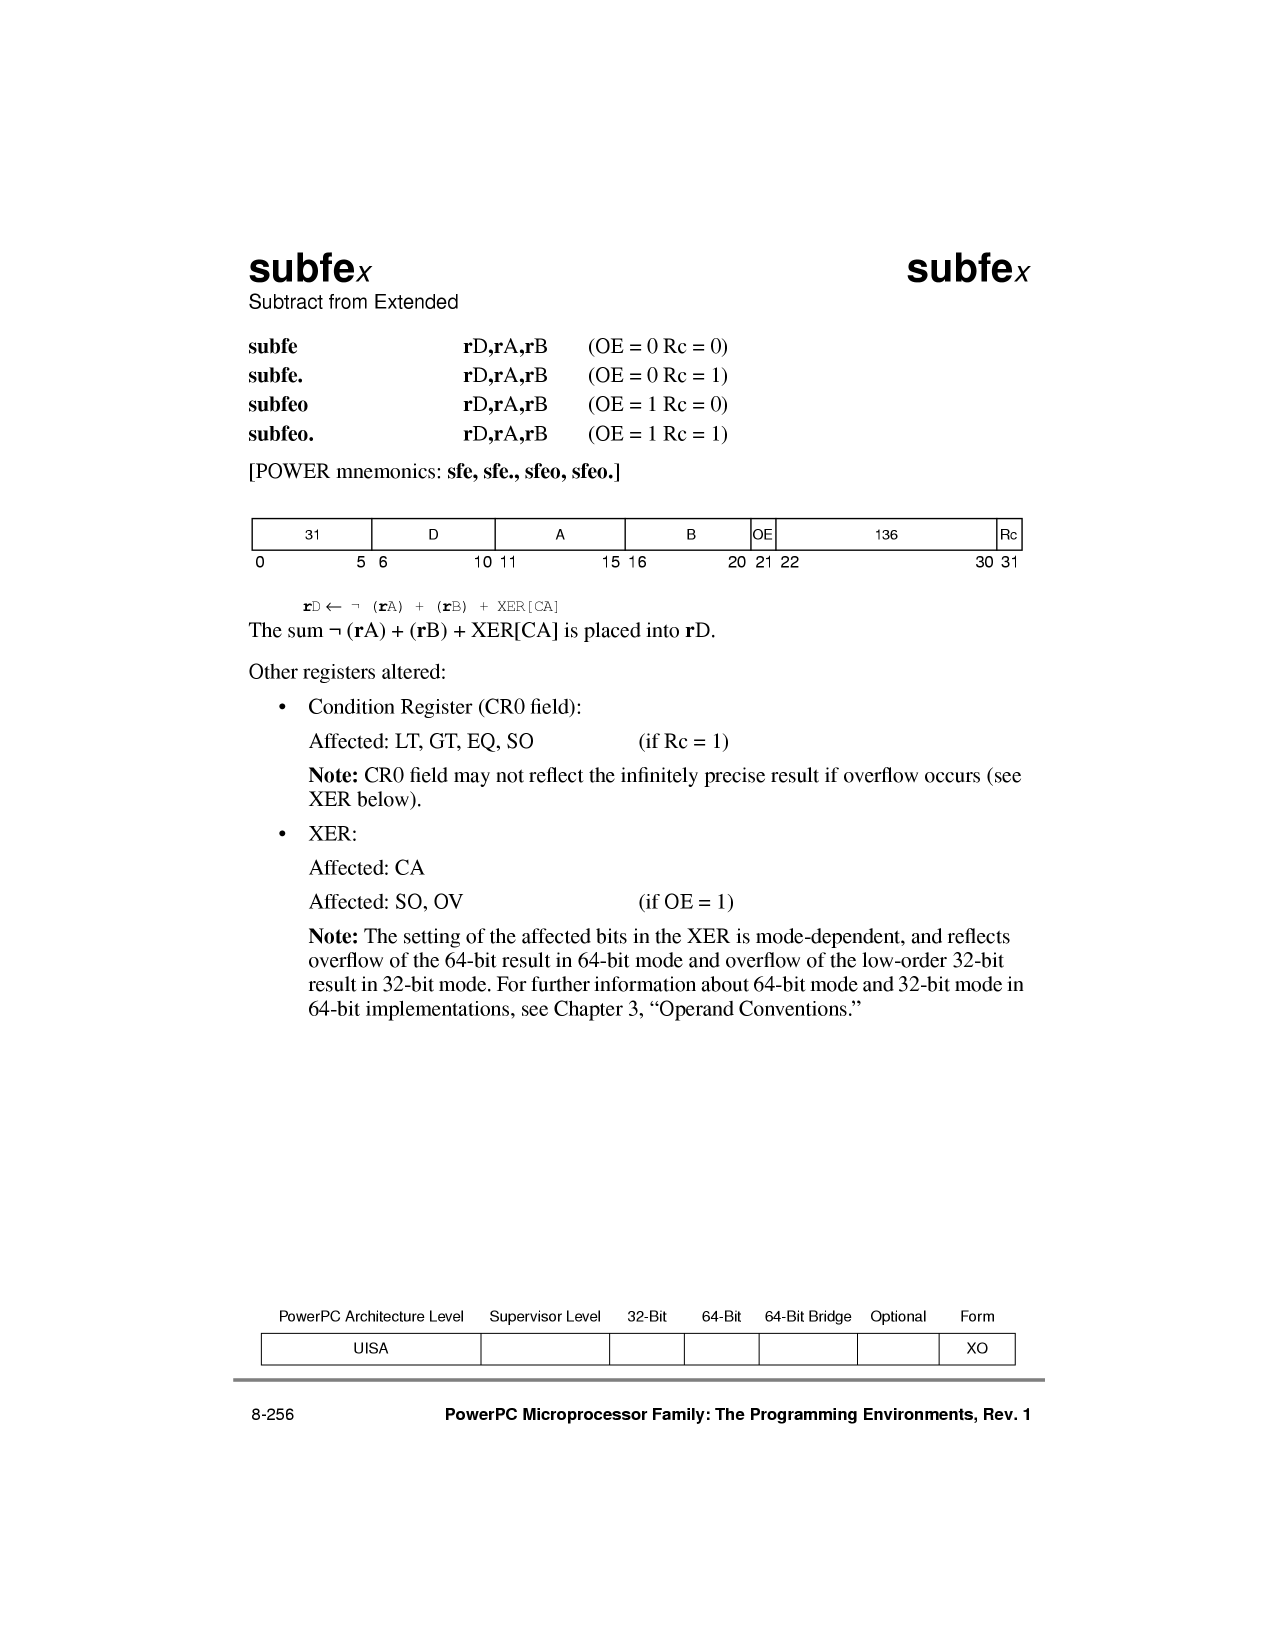 subfex subfex
Subtract from Extended
subfe rD,rA,rB (OE = 0 Rc = 0)
subfe. rD,rA,rB (OE = 0 Rc = 1)
subfeo rD,rA,rB (OE = 1 Rc = 0)
subfeo. rD,rA,rB (OE = 1 Rc = 1)
[POWER mnemonics: sfe, sfe., sfeo, sfeo.]
31 D A B OE 136 Rc
0 5 6 10 11 15 16 20 21 22 30 31
rD ← ¬ (rA) + (rB) + XER[CA]
The sum ¬ (rA) + (rB) + XER[CA] is placed into rD.
Other registers altered:
• Condition Register (CR0 field):
Affected: LT, GT, EQ, SO (if Rc = 1)
Note: CR0 field may not reflect the infinitely precise result if overflow occurs (see
XER below).
• XER:
Affected: CA
Affected: SO, OV (if OE = 1)
Note: The setting of the affected bits in the XER is mode-dependent, and reflects
overflow of the 64-bit result in 64-bit mode and overflow of the low-order 32-bit
result in 32-bit mode. For further information about 64-bit mode and 32-bit mode in
64-bit implementations, see Chapter 3, “Operand Conventions.”
PowerPC Architecture Level Supervisor Level 32-Bit 64-Bit 64-Bit Bridge Optional Form
UISA XO
8-256 PowerPC Microprocessor Family: The Programming Environments, Rev. 1